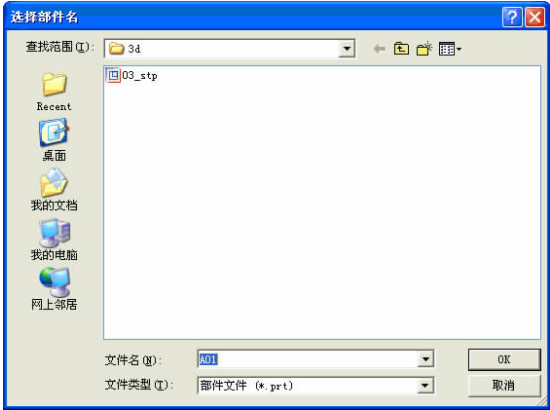 选择部件名
查找范围(I): 3d
03_stp
Recent
桌面
我的文档
我的电脑
网上邻居
文件名(N): A01 OK
文件类型(T): 部件文件 (*.prt) 取消